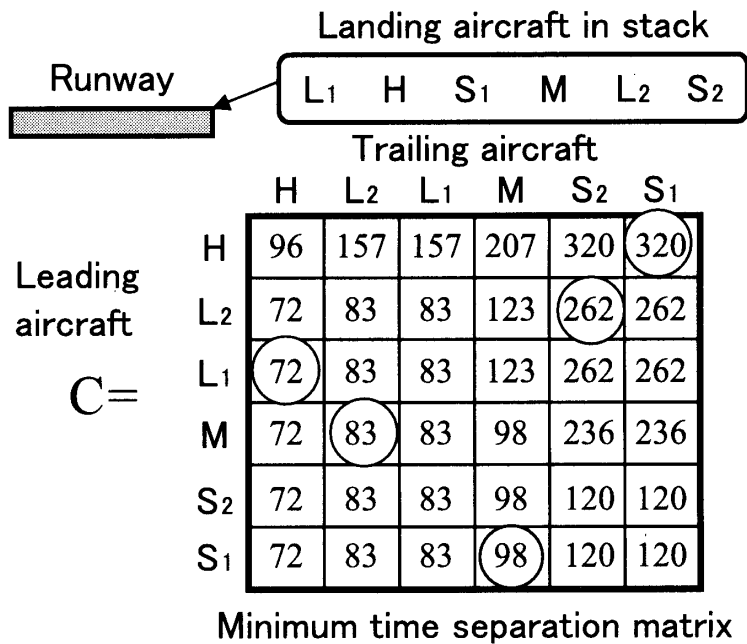 Landing aircraft in stack
Runway
L1 H S1 M L2 S2
Trailing aircraft
H L2 L1 M S2 S1
H 96 157 157 207 320 320
Leading
aircraft
L2 72 83 83 123 262 262
C=
L1 72 83 83 123 262 262
M 72 83 83 98 236 236
S2 72 83 83 98 120 120
S1 72 83 83 98 120 120
Minimum time separation matrix